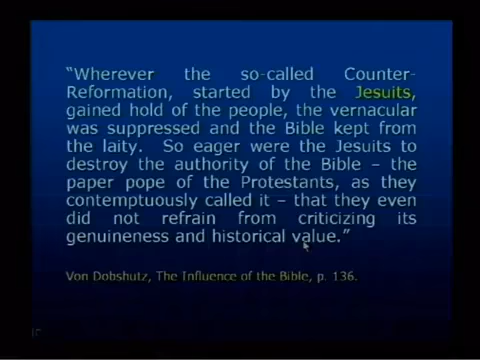 “Wherever the so-called Counter-
Reformation, started by the Jesuits,
gained hold of the people, the vernacular
was suppressed and the Bible kept from
the laity. So eager were the Jesuits to
destroy the authority of the Bible – the
paper pope of the Protestants, as they
contemptuously called it – that they even
did not refrain from criticizing its
genuineness and historical value.”
Von Dobshutz, The Influence of the Bible, p. 136.